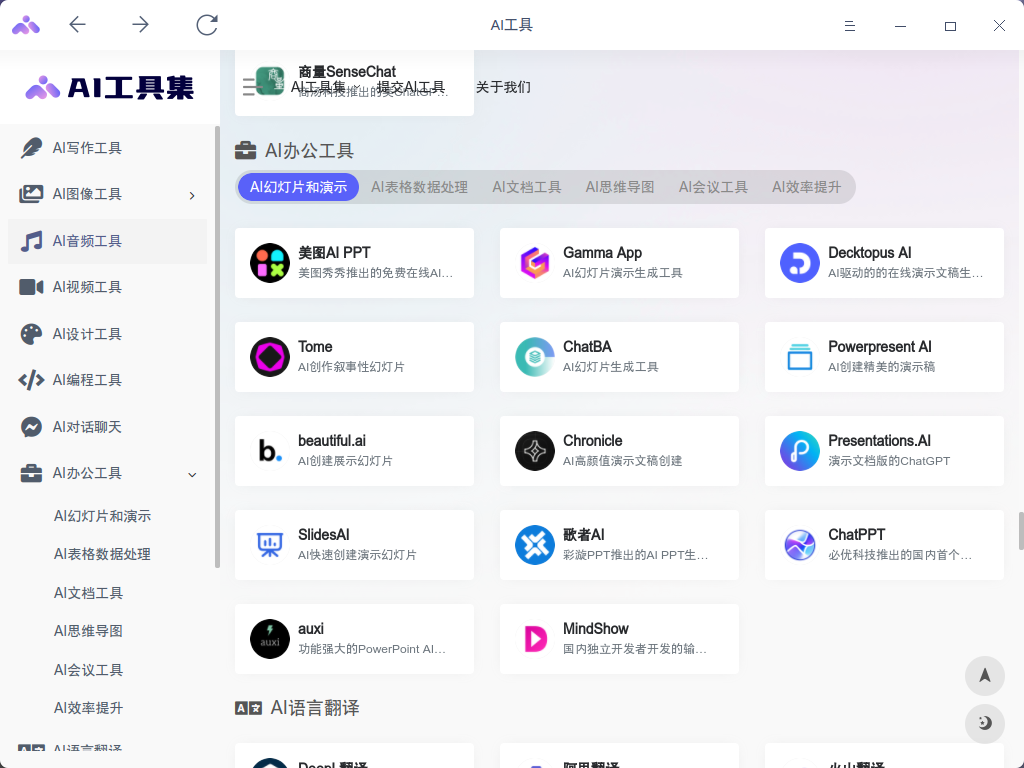 AI工具
AI工具集
AI写作工具
AI图像工具
AI音频工具
AI视频工具
AI设计工具
AI编程工具
AI对话聊天
AI办公工具
AI幻灯片和演示
AI表格数据处理
AI文档工具
AI思维导图
AI会议工具
AI效率提升
AI语言翻译
商量SenseChat
AI工具集 提交AI工具 关于我们
AI办公工具
AI幻灯片和演示 AI表格数据处理 AI文档工具 AI思维导图 AI会议工具 AI效率提升
美图AI PPT
美图秀秀推出的免费在线AI...
Gamma App
AI幻灯片演示生成工具
Decktopus AI
AI驱动的的在线演示文稿生...
Tome
AI创作叙事性幻灯片
ChatBA
AI幻灯片生成工具
Powerpresent AI
AI创建精美的演示稿
b.
beautiful.ai
AI创建展示幻灯片
Chronicle
AI高颜值演示文稿创建
Presentations.AI
演示文档版的ChatGPT
SlidesAI
AI快速创建演示幻灯片
歌者AI
彩漩PPT推出的AI PPT生...
ChatPPT
必优科技推出的国内首个...
auxi
auxi
功能强大的PowerPoint AI...
MindShow
国内独立开发者开发的输...
AI语言翻译
DeepL翻译
阿里翻译
火山翻译